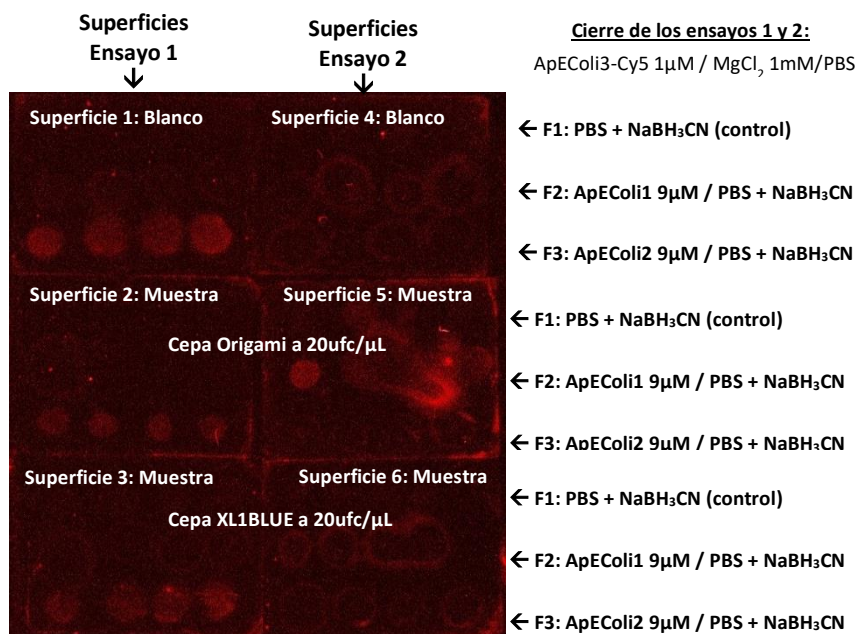 Superficies
Ensayo 1
↓
Superficies
Ensayo 2
↓
Cierre de los ensayos 1 y 2:
ApEColi3-Cy5 1µM / MgCl₂ 1mM/PBS
Superficie 1: Blanco
Superficie 4: Blanco
← F1: PBS + NaBH₃CN (control)
← F2: ApEColi1 9µM / PBS + NaBH₃CN
← F3: ApEColi2 9µM / PBS + NaBH₃CN
Superficie 2: Muestra
Superficie 5: Muestra
← F1: PBS + NaBH₃CN (control)
Cepa Origami a 20ufc/µL
← F2: ApEColi1 9µM / PBS + NaBH₃CN
← F3: ApEColi2 9µM / PBS + NaBH₃CN
Superficie 3: Muestra
Superficie 6: Muestra
← F1: PBS + NaBH₃CN (control)
Cepa XL1BLUE a 20ufc/µL
← F2: ApEColi1 9µM / PBS + NaBH₃CN
← F3: ApEColi2 9µM / PBS + NaBH₃CN